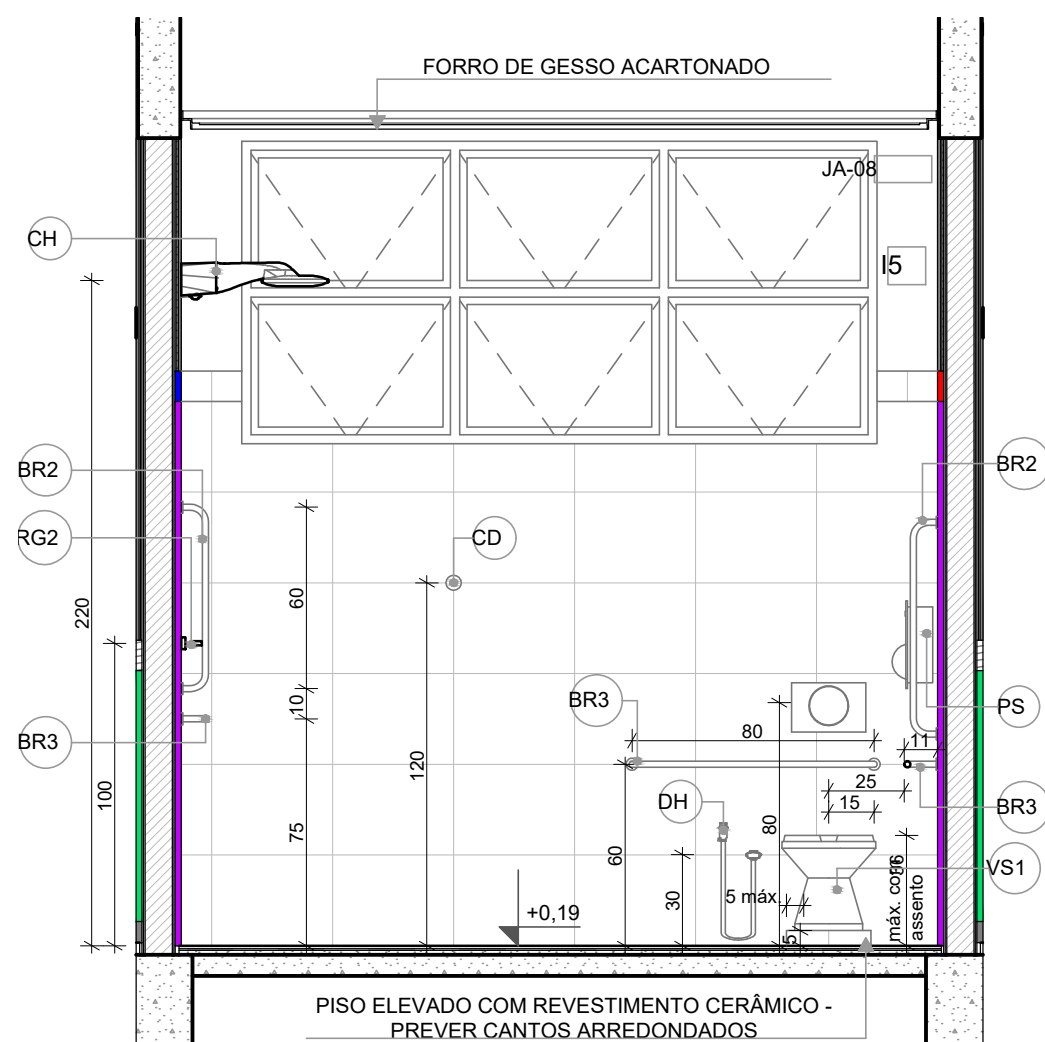 FORRO DE GESSO ACARTONADO
JA-08
CH
I5
BR2
BR2
RG2
CD
220
60
BR3
10
PS
BR3
80
11
120
100
25
DH
15
BR3
80
75
60
36
máx. com
assento
VS1
30
5 máx.
+0,19
5
PISO ELEVADO COM REVESTIMENTO CERÂMICO -
PREVER CANTOS ARREDONDADOS